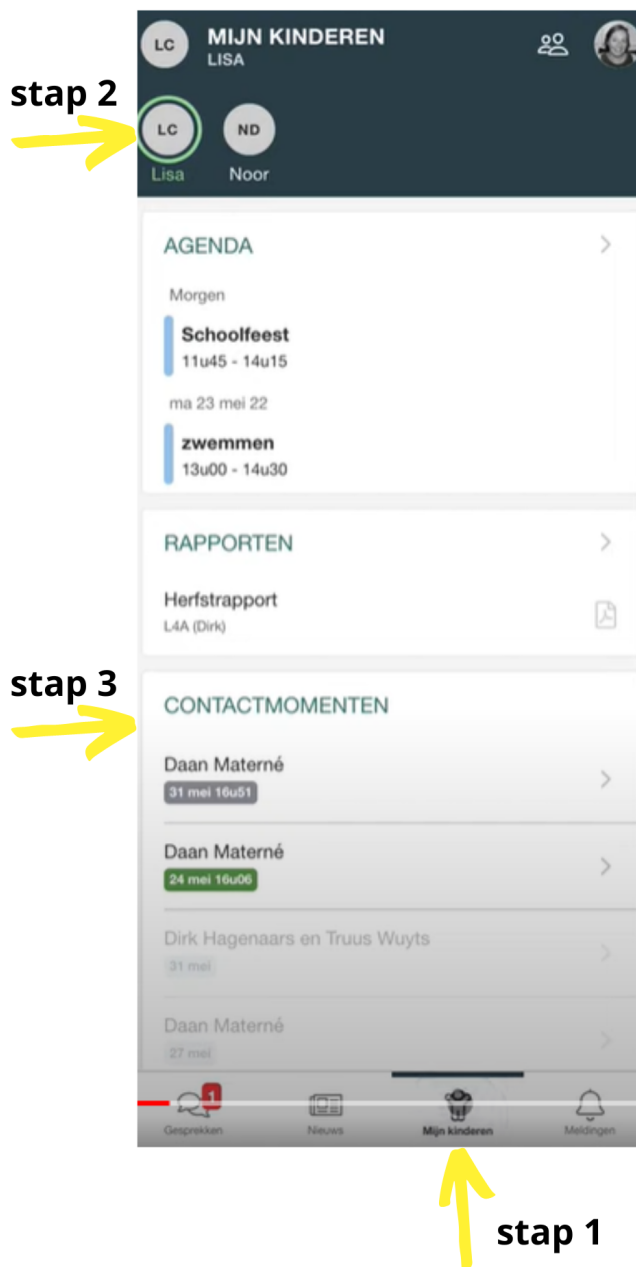 LC
MIJN KINDEREN
LISA
stap 2
LC ND
Lisa Noor
AGENDA
Morgen
Schoolfeest
11u45 - 14u15
ma 23 mei 22
zwemmen
13u00 - 14u30
RAPPORTEN
Herfstrapport
L4A (Dirk)
stap 3
CONTACTMOMENTEN
Daan Materné
31 mei 16u51
Daan Materné
24 mei 16u06
Dirk Hagenaars en Truus Wuyts
31 mei
Daan Materné
27 mei
1
Gesprekken Nieuws Mijn kinderen Meldingen
stap 1